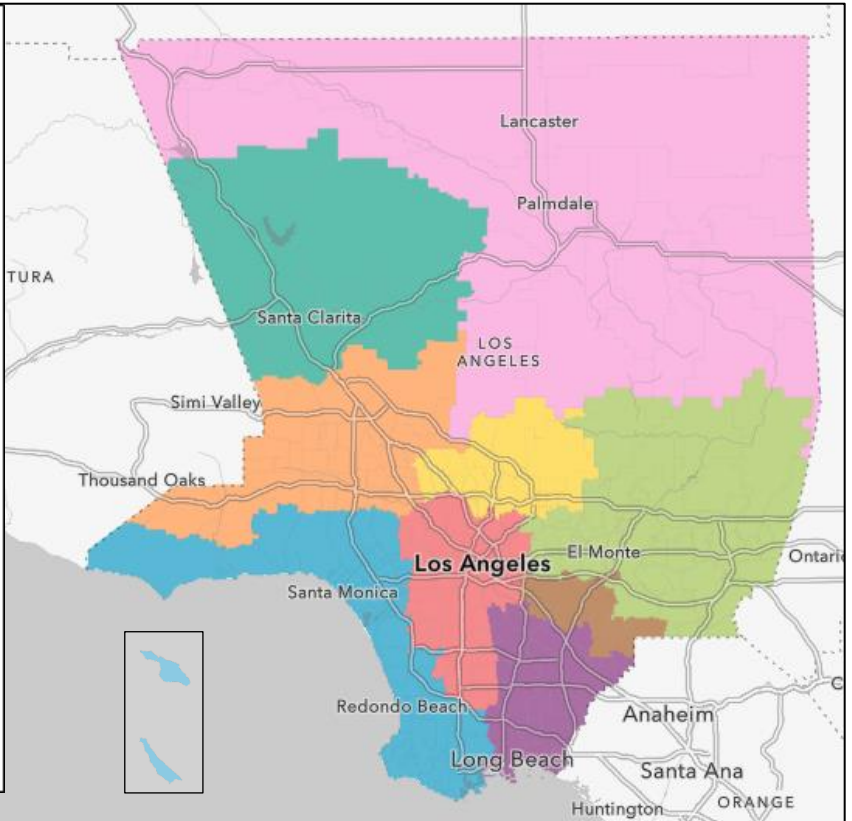 Lancaster
Palmdale
TURA
Santa Clarita
LOS
ANGELES
Simi Valley
Thousand Oaks
El Monte
Los Angeles
Ontario
Santa Monica
Redondo Beach
Anaheim
Long Beach
Santa Ana
ORANGE
Huntington
C